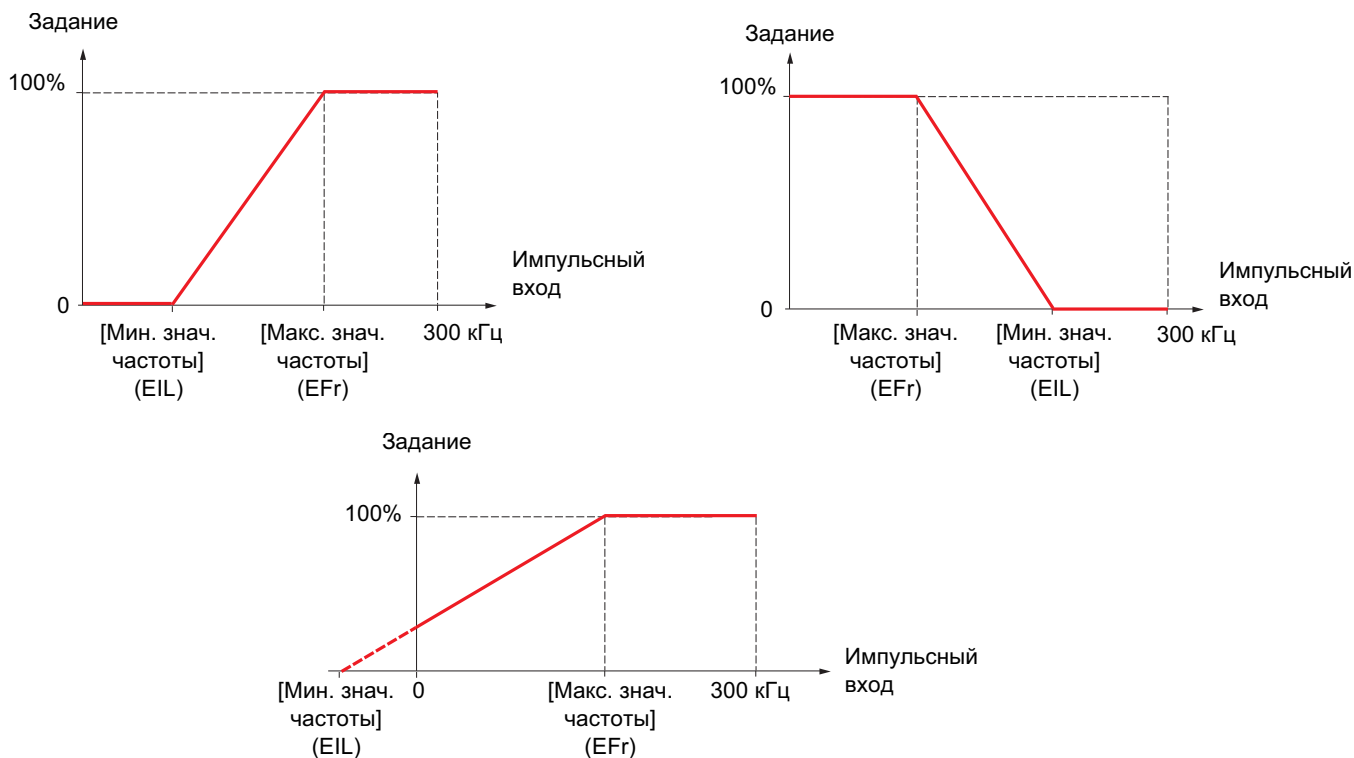 Задание
100%
0
Импульсный
вход
[Мин. знач.
частоты]
(EIL)
[Макс. знач.
частоты]
(EFr)
300 кГц
Задание
100%
0
Импульсный
вход
[Макс. знач.
частоты]
(EFr)
[Мин. знач.
частоты]
(EIL)
300 кГц
Задание
100%
Импульсный
вход
[Мин. знач.
частоты]
(EIL)
0
[Макс. знач.
частоты]
(EFr)
300 кГц